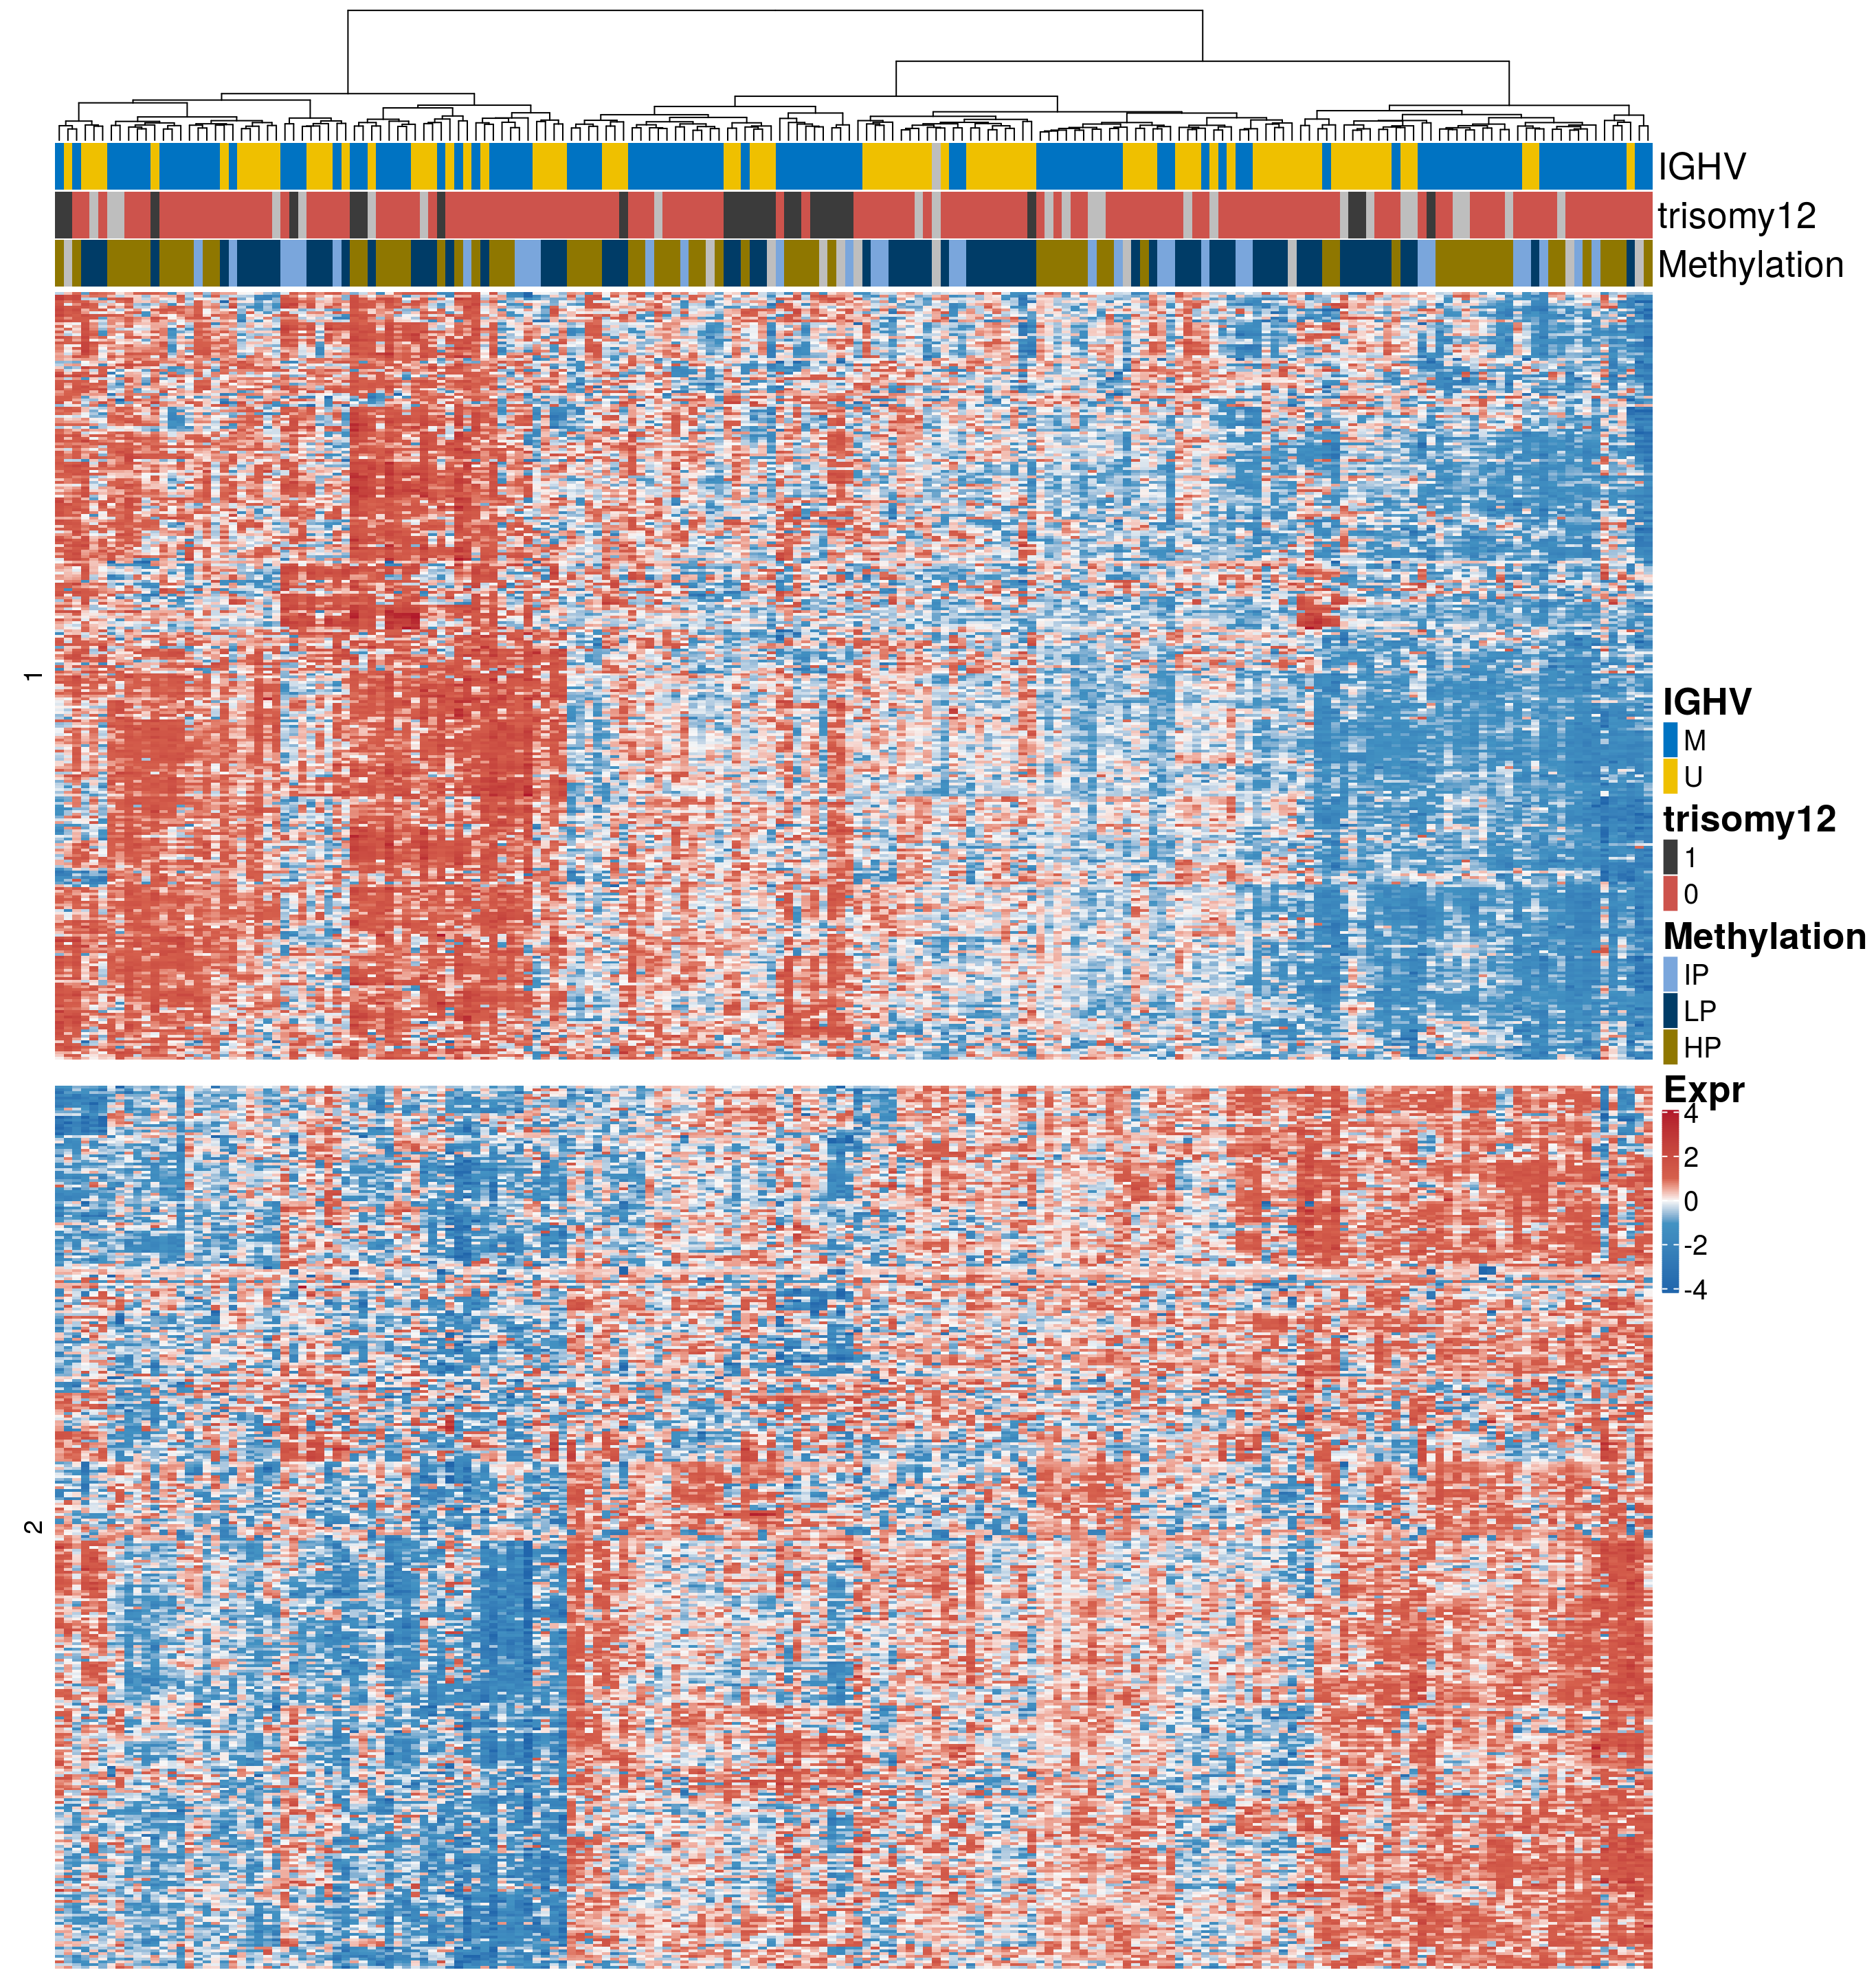 IGHV
trisomy12
Methylation
1
2
IGHV
M
U
trisomy12
1
0
Methylation
IP
LP
HP
Expr
4
2
0
-2
-4